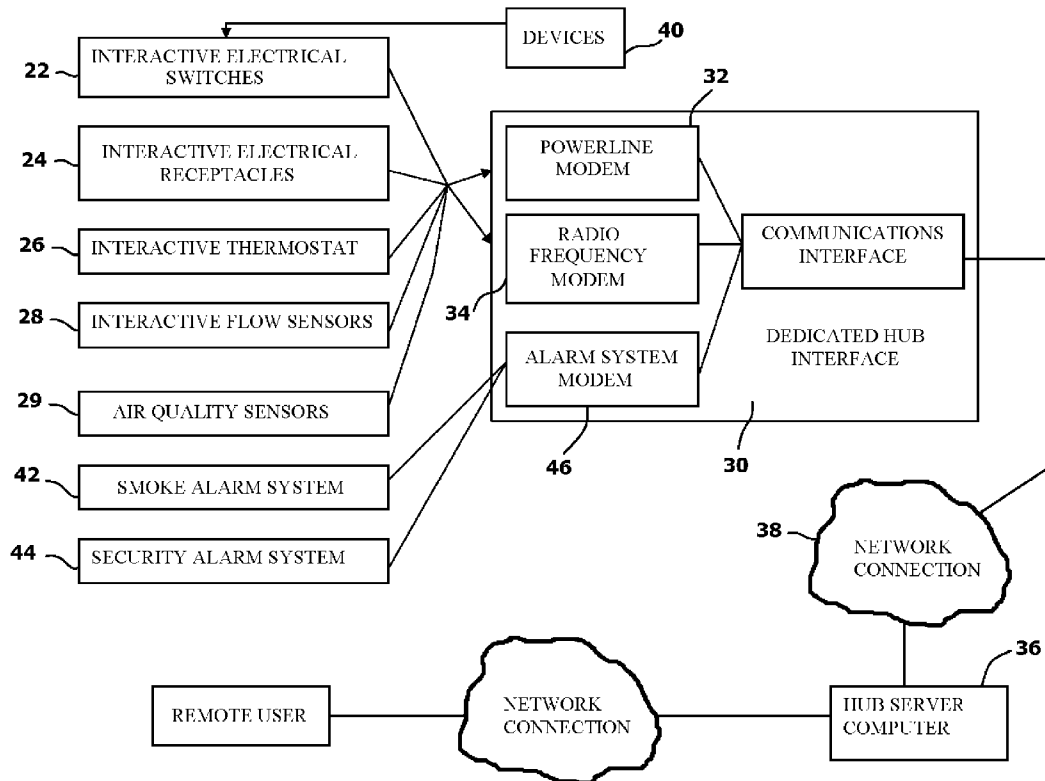 DEVICES
40
22
INTERACTIVE ELECTRICAL
SWITCHES
32
24
INTERACTIVE ELECTRICAL
RECEPTACLES
POWERLINE
MODEM
26
INTERACTIVE THERMOSTAT
RADIO
FREQUENCY
MODEM
34
COMMUNICATIONS
INTERFACE
28
INTERACTIVE FLOW SENSORS
DEDICATED HUB
INTERFACE
ALARM SYSTEM
MODEM
29
AIR QUALITY SENSORS
46
30
42
SMOKE ALARM SYSTEM
44
SECURITY ALARM SYSTEM
38
NETWORK
CONNECTION
36
REMOTE USER
NETWORK
CONNECTION
HUB SERVER
COMPUTER